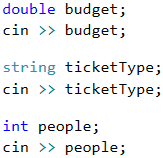 double budget;
cin >> budget;
string ticketType;
cin >> ticketType;
int people;
cin >> people;